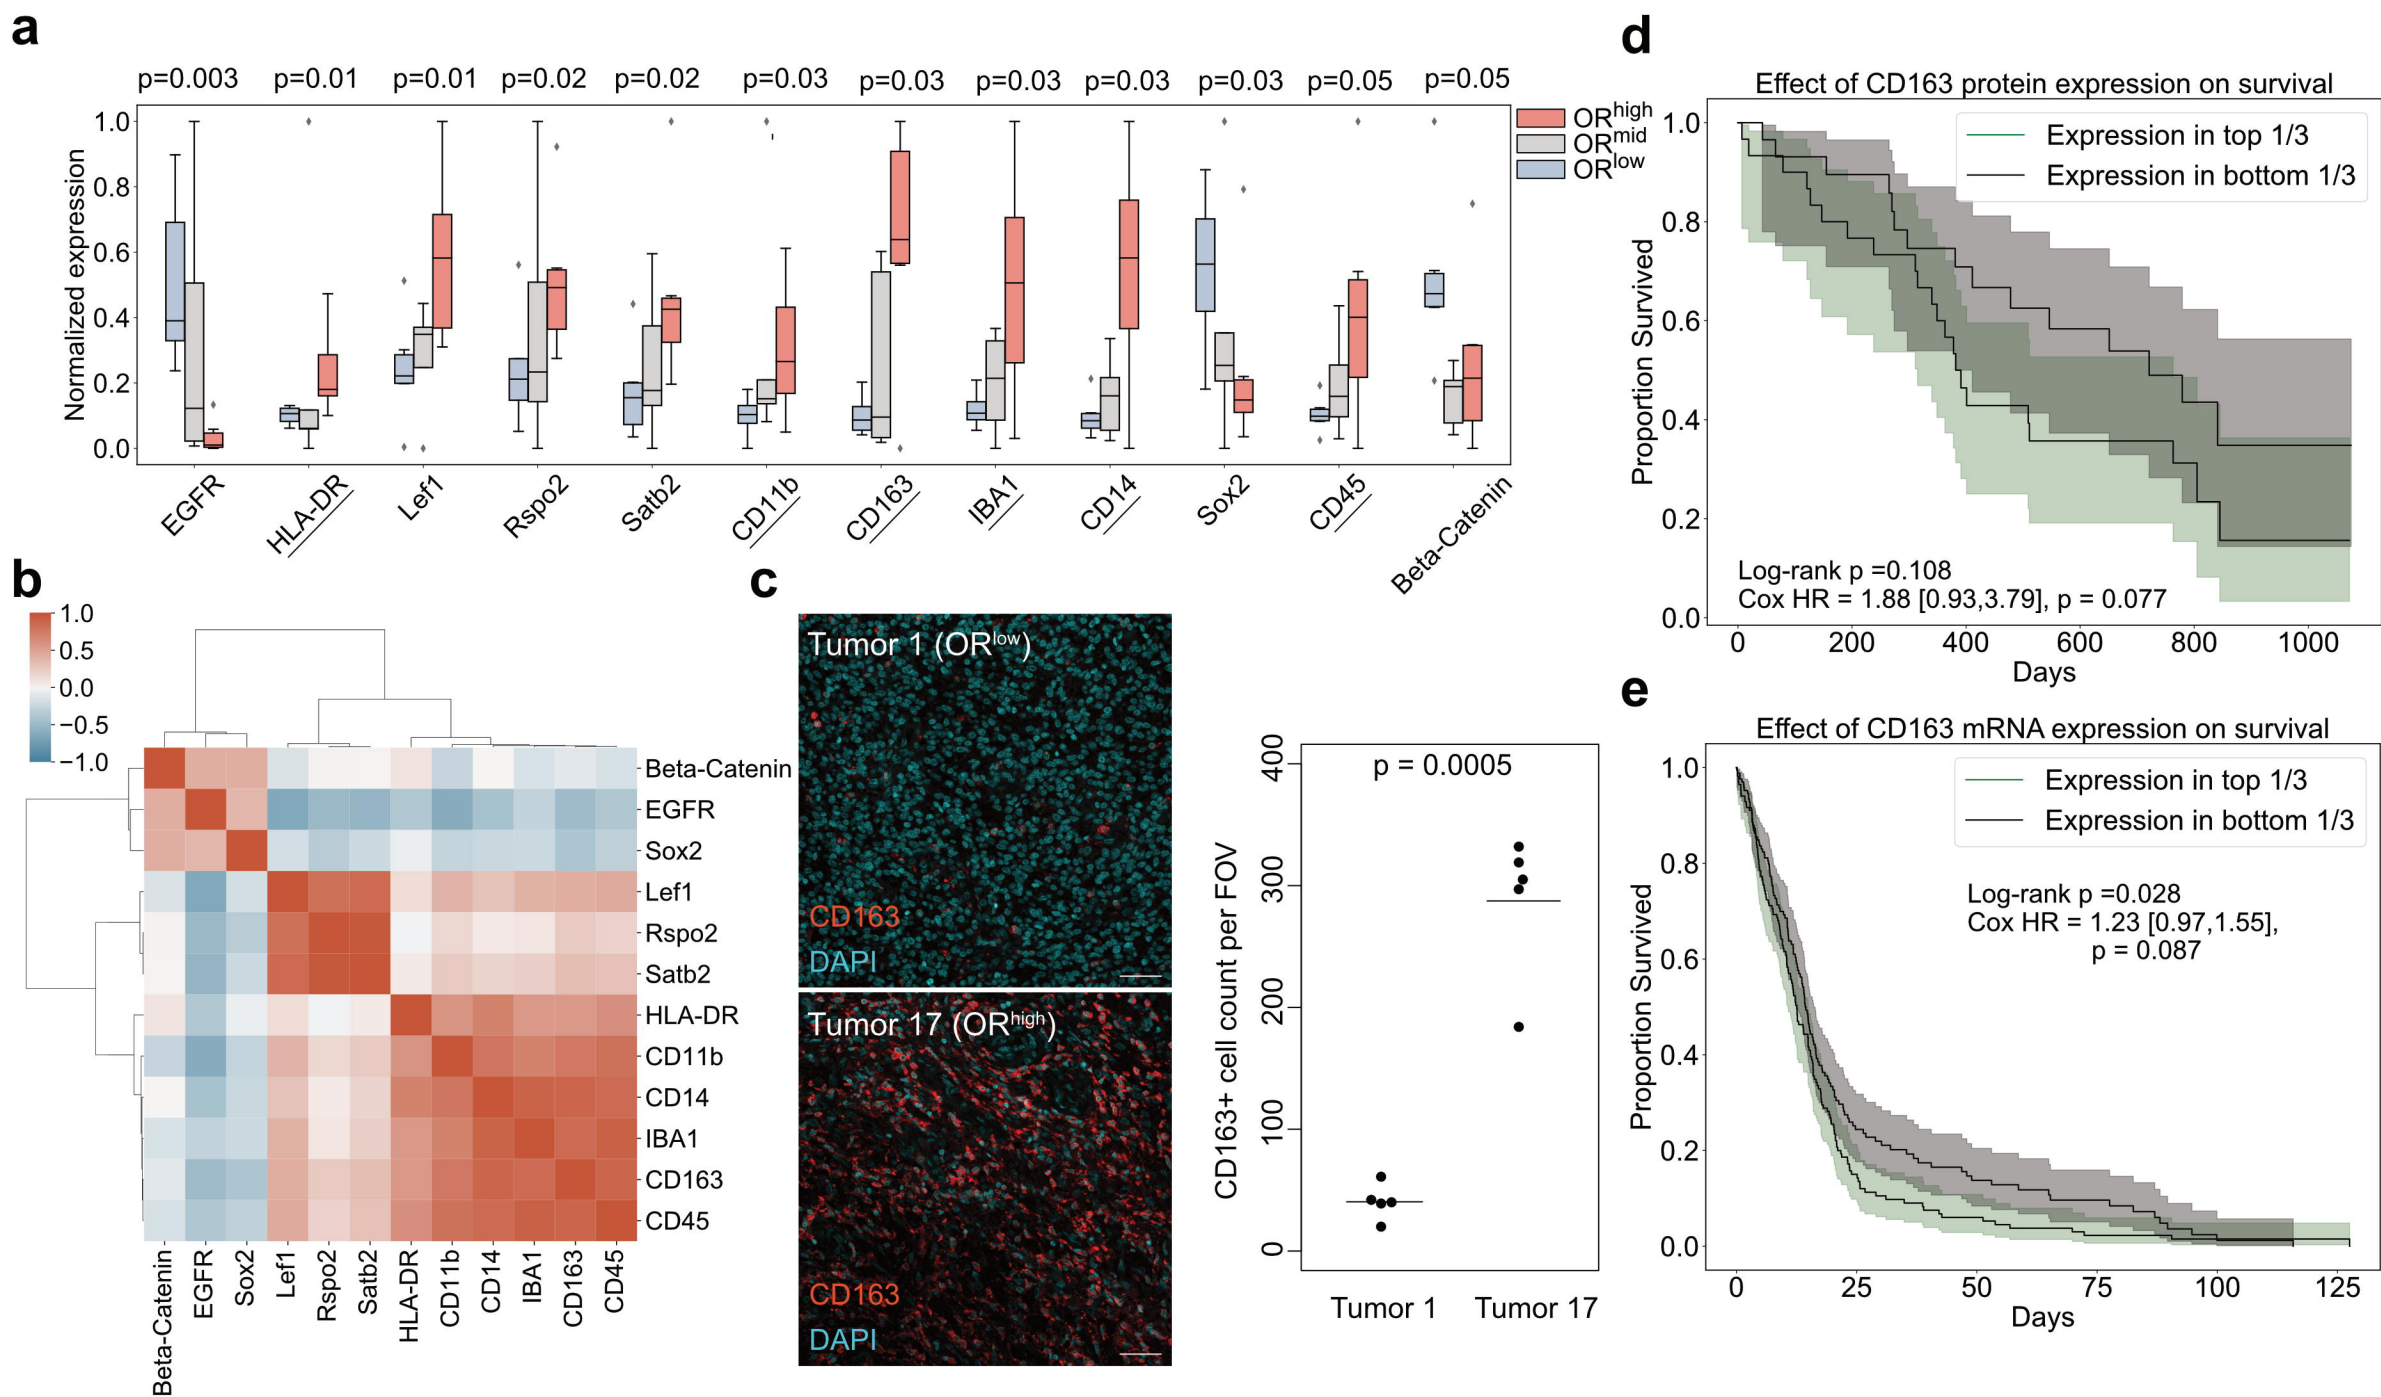 a
p=0.003 p=0.01 p=0.01 p=0.02 p=0.02 p=0.03 p=0.03 p=0.03 p=0.03 p=0.03 p=0.05 p=0.05
Normalized expression
1.0
0.8
0.6
0.4
0.2
0.0
EGFR HLA-DR Lef1 Rspo2 Satb2 CD11b CD163 IBA1 CD14 Sox2 CD45 Beta-Catenin
ORhigh
ORmid
ORlow
b
1.0
0.5
0.0
−0.5
−1.0
Beta-Catenin
EGFR
Sox2
Lef1
Rspo2
Satb2
HLA-DR
CD11b
CD14
IBA1
CD163
CD45
Beta-Catenin EGFR Sox2 Lef1 Rspo2 Satb2 HLA-DR CD11b CD14 IBA1 CD163 CD45
c
Tumor 1 (ORlow)
CD163
DAPI
Tumor 17 (ORhigh)
CD163
DAPI
CD163+ cell count per FOV
400
300
200
100
0
p = 0.0005
Tumor 1 Tumor 17
d
Effect of CD163 protein expression on survival
Expression in top 1/3
Expression in bottom 1/3
Proportion Survived
1.0
0.8
0.6
0.4
0.2
0.0
Log-rank p =0.108
Cox HR = 1.88 [0.93,3.79], p = 0.077
0 200 400 600 800 1000
Days
e
Effect of CD163 mRNA expression on survival
Expression in top 1/3
Expression in bottom 1/3
Proportion Survived
1.0
0.8
0.6
0.4
0.2
0.0
Log-rank p =0.028
Cox HR = 1.23 [0.97,1.55],
p = 0.087
0 25 50 75 100 125
Days